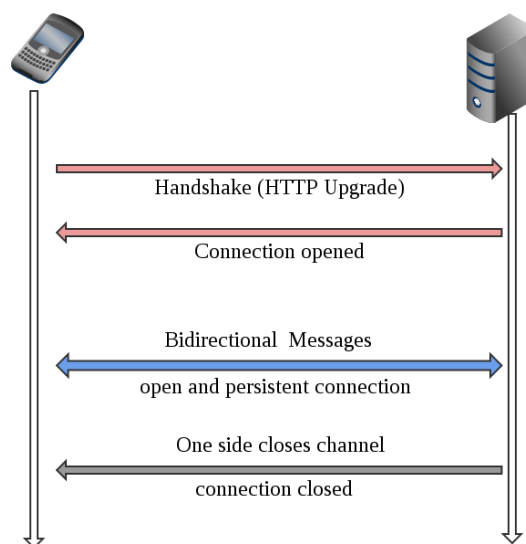 Handshake (HTTP Upgrade)
Connection opened
Bidirectional Messages
open and persistent connection
One side closes channel
connection closed